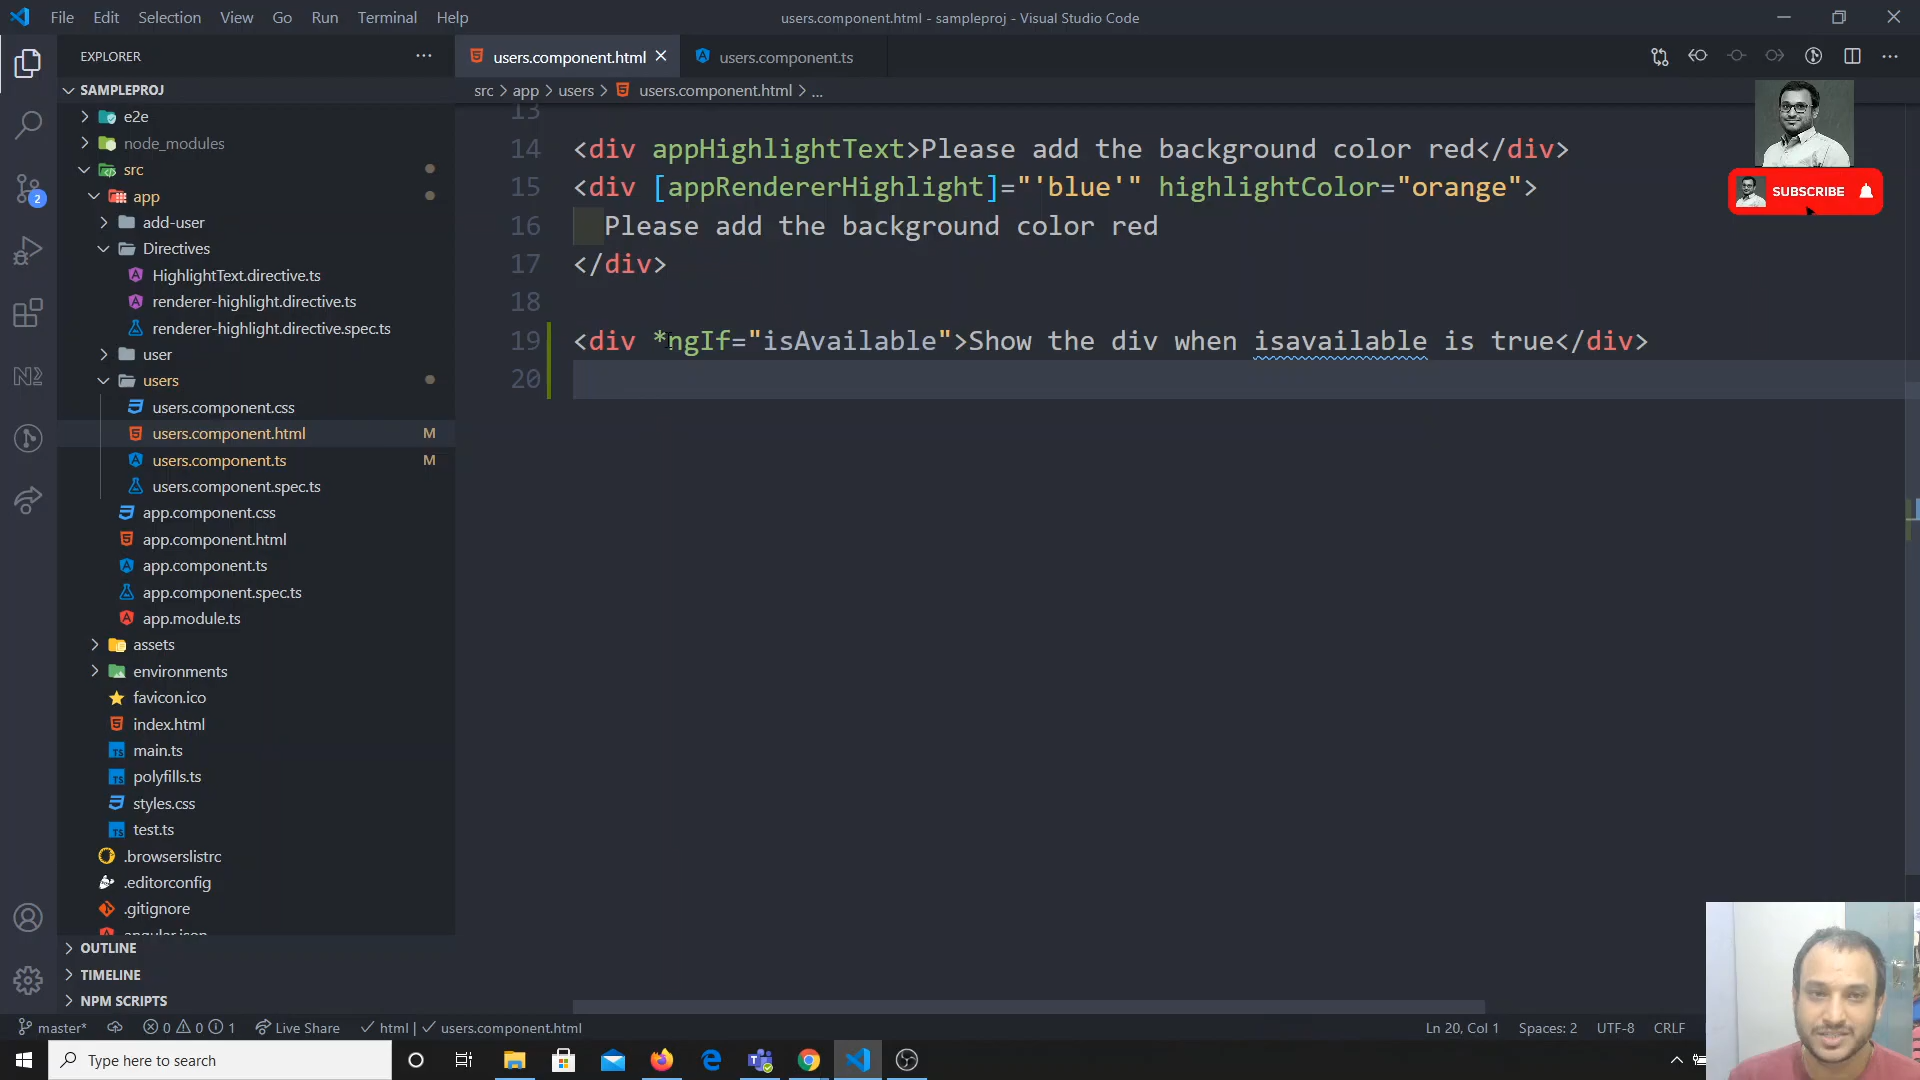 File Edit Selection View Go Run Terminal Help
users.component.html - sampleproj - Visual Studio Code
EXPLORER
users.component.html
users.component.ts
SAMPLEPROJ
src > app > users > users.component.html > ...
e2e
node_modules
src
app
add-user
Directives
HighlightText.directive.ts
renderer-highlight.directive.ts
renderer-highlight.directive.spec.ts
user
users
users.component.css
users.component.html M
users.component.ts M
users.component.spec.ts
app.component.css
app.component.html
app.component.ts
app.component.spec.ts
app.module.ts
assets
environments
favicon.ico
index.html
main.ts
polyfills.ts
styles.css
test.ts
.browserslistrc
.editorconfig
.gitignore
angular.json
OUTLINE
TIMELINE
NPM SCRIPTS
2
13
14 <div appHighlightText>Please add the background color red</div>
15 <div [appRendererHighlight]="'blue'" highlightColor="orange">
16 Please add the background color red
17 </div>
18
19 <div *ngIf="isAvailable">Show the div when isavailable is true</div>
20
SUBSCRIBE
master* 0 0 1 Live Share html | users.component.html
Ln 20, Col 1 Spaces: 2 UTF-8 CRLF
Type here to search